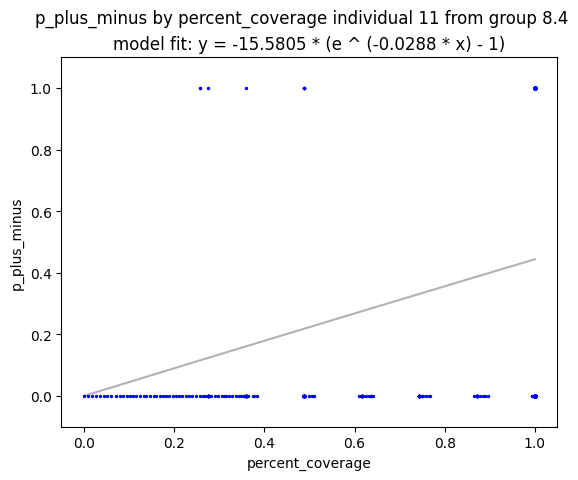 p_plus_minus by percent_coverage individual 11 from group 8.4
model fit: y = -15.5805 * (e ^ (-0.0288 * x) - 1)
1.0
0.8
0.6
0.4
0.2
0.0
p_plus_minus
0.0 0.2 0.4 0.6 0.8 1.0
percent_coverage